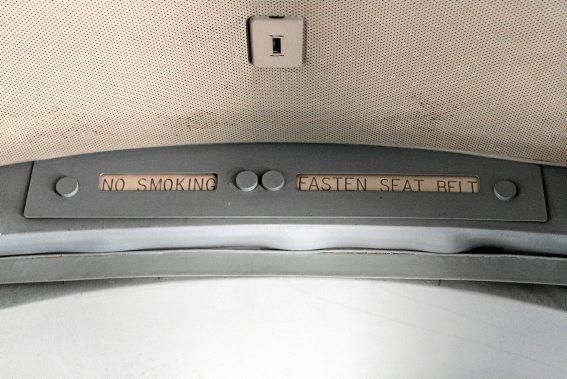 NO SMOKING
FASTEN SEAT BELT